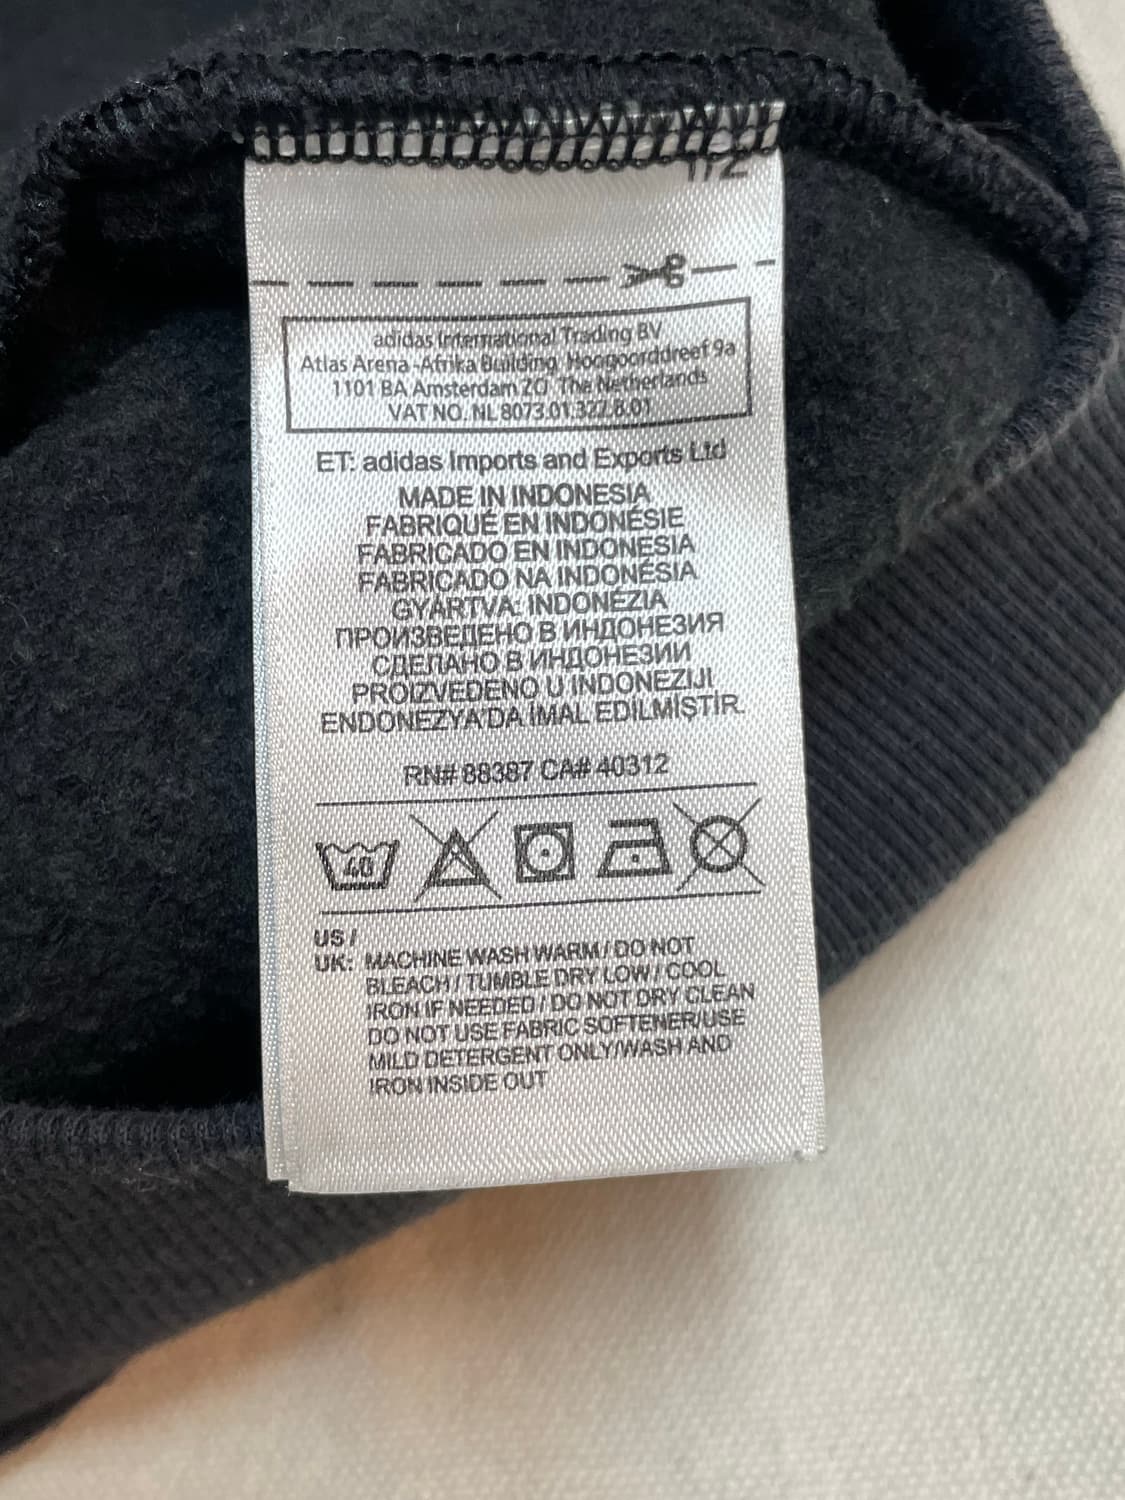 1/2
adidas International Trading BV
Atlas Arena-Afrika Building Hoogoorddreef 9a
1101 BA Amsterdam ZO The Netherlands
VAT NO. NL 8073.01.327.B.01
ET: adidas Imports and Exports Ltd
MADE IN INDONESIA
FABRIQUÉ EN INDONÉSIE
FABRICADO EN INDONESIA
FABRICADO NA INDONÉSIA
GYÁRTVA: INDONÉZIA
ПРОИЗВЕДЕНО В ИНДОНЕЗИЯ
СДЕЛАНО В ИНДОНЕЗИИ
PROIZVEDENO U INDONEZIJI
ENDONEZYA'DA İMAL EDİLMİŞTİR.
RN# 88387 CA# 40312
40
US /
UK: MACHINE WASH WARM / DO NOT
BLEACH / TUMBLE DRY LOW / COOL
IRON IF NEEDED / DO NOT DRY CLEAN
DO NOT USE FABRIC SOFTENER/USE
MILD DETERGENT ONLY/WASH AND
IRON INSIDE OUT